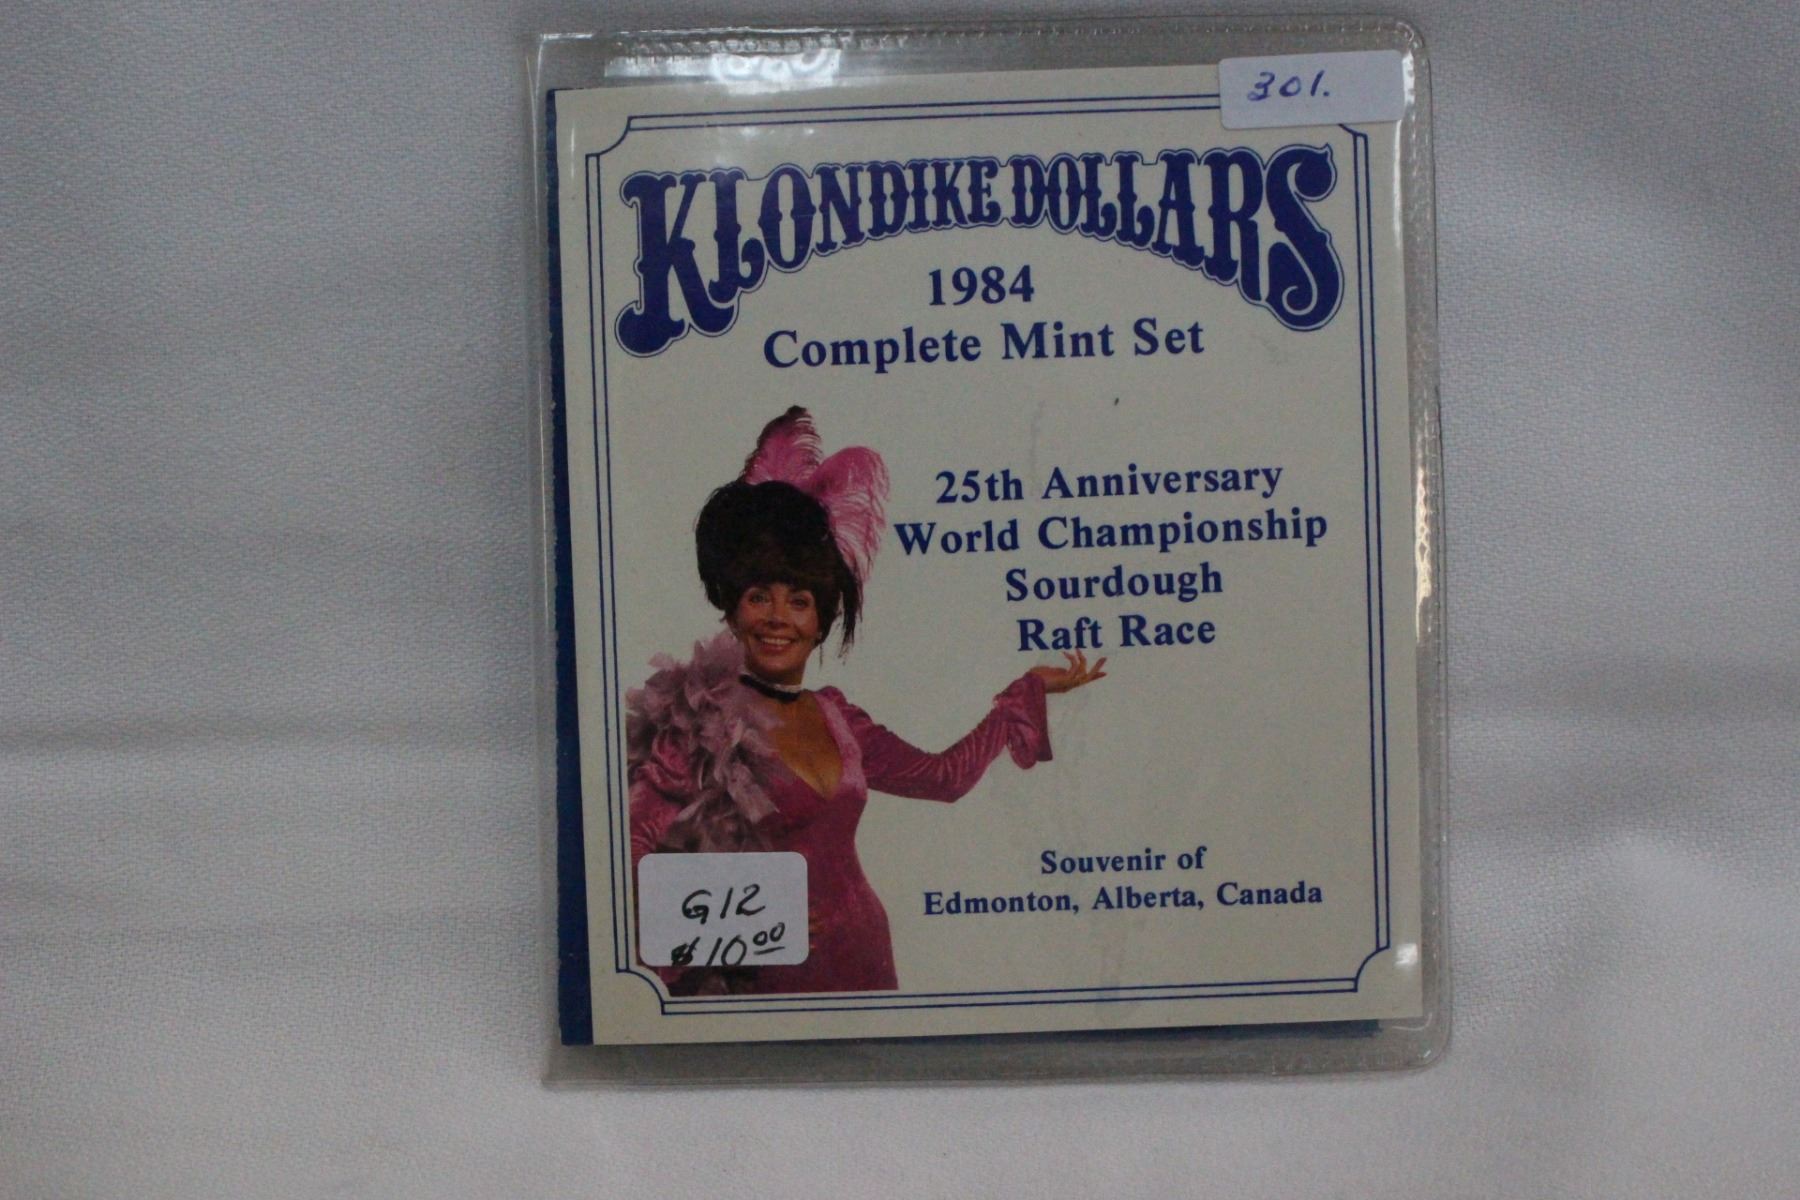 301.
KLONDIKE DOLLARS
1984
Complete Mint Set
25th Anniversary
World Championship
Sourdough
Raft Race
Souvenir of
Edmonton, Alberta, Canada
G12
$10.00